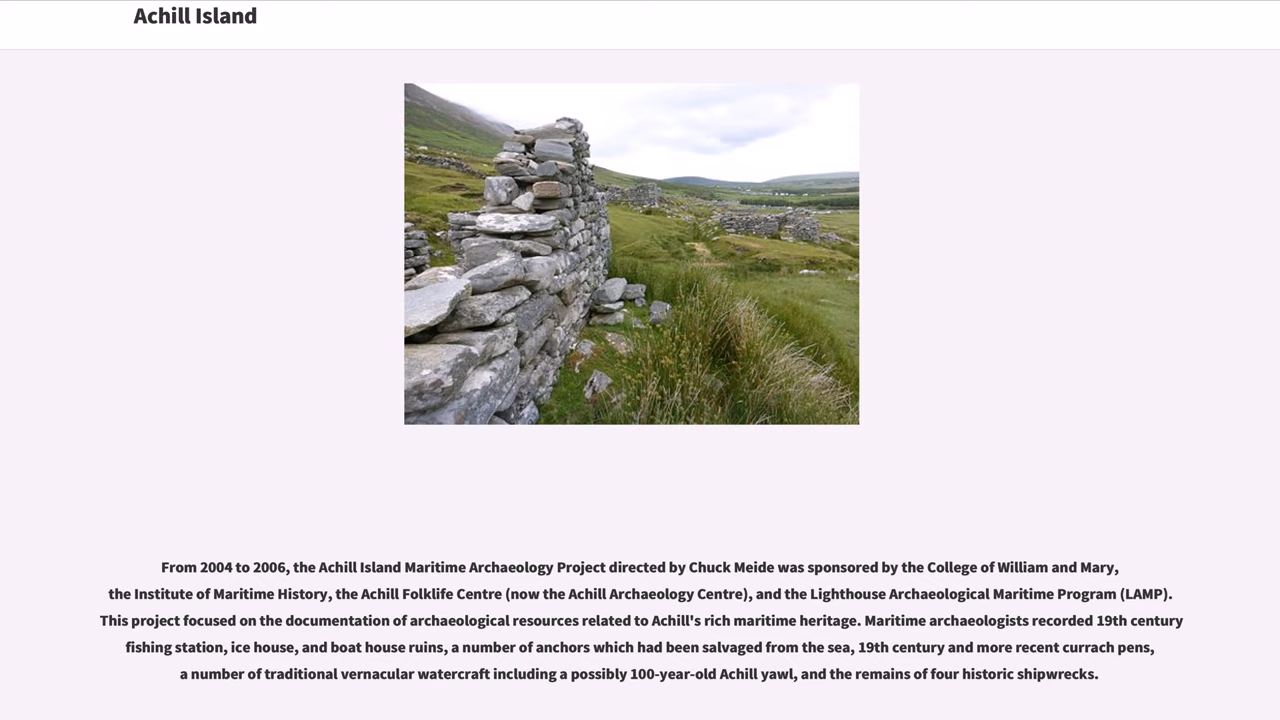 Achill Island
From 2004 to 2006, the Achill Island Maritime Archaeology Project directed by Chuck Meide was sponsored by the College of William and Mary,
the Institute of Maritime History, the Achill Folklife Centre (now the Achill Archaeology Centre), and the Lighthouse Archaeological Maritime Program (LAMP).
This project focused on the documentation of archaeological resources related to Achill's rich maritime heritage. Maritime archaeologists recorded 19th century
fishing station, ice house, and boat house ruins, a number of anchors which had been salvaged from the sea, 19th century and more recent currach pens,
a number of traditional vernacular watercraft including a possibly 100-year-old Achill yawl, and the remains of four historic shipwrecks.